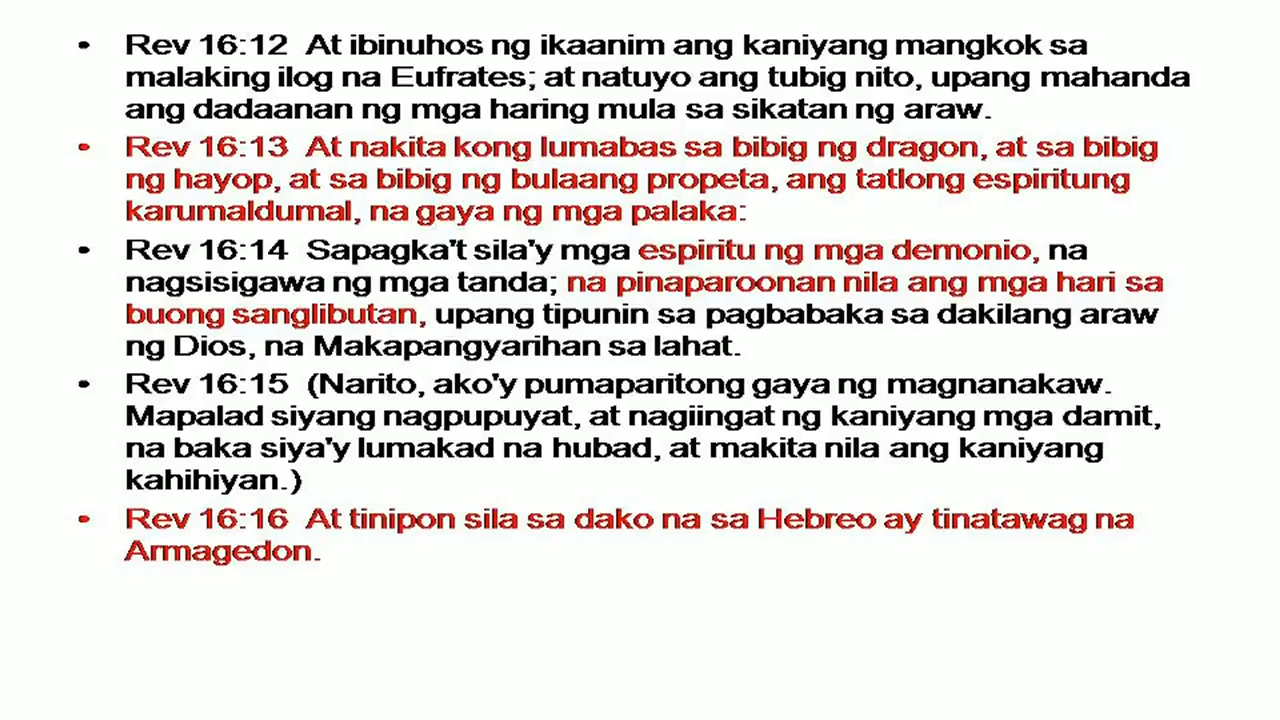 • Rev 16:12  At ibinuhos ng ikaanim ang kaniyang mangkok sa
malaking ilog na Eufrates; at natuyo ang tubig nito, upang mahanda
ang dadaanan ng mga haring mula sa sikatan ng araw.
• Rev 16:13  At nakita kong lumabas sa bibig ng dragon, at sa bibig
ng hayop, at sa bibig ng bulaang propeta, ang tatlong espiritung
karumaldumal, na gaya ng mga palaka:
• Rev 16:14  Sapagka't sila'y mga espiritu ng mga demonio, na
nagsisigawa ng mga tanda; na pinaparoonan nila ang mga hari sa
buong sanglibutan, upang tipunin sa pagbabaka sa dakilang araw
ng Dios, na Makapangyarihan sa lahat.
• Rev 16:15  (Narito, ako'y pumaparitong gaya ng magnanakaw.
Mapalad siyang nagpupuyat, at nagiingat ng kaniyang mga damit,
na baka siya'y lumakad na hubad, at makita nila ang kaniyang
kahihiyan.)
• Rev 16:16  At tinipon sila sa dako na sa Hebreo ay tinatawag na
Armagedon.